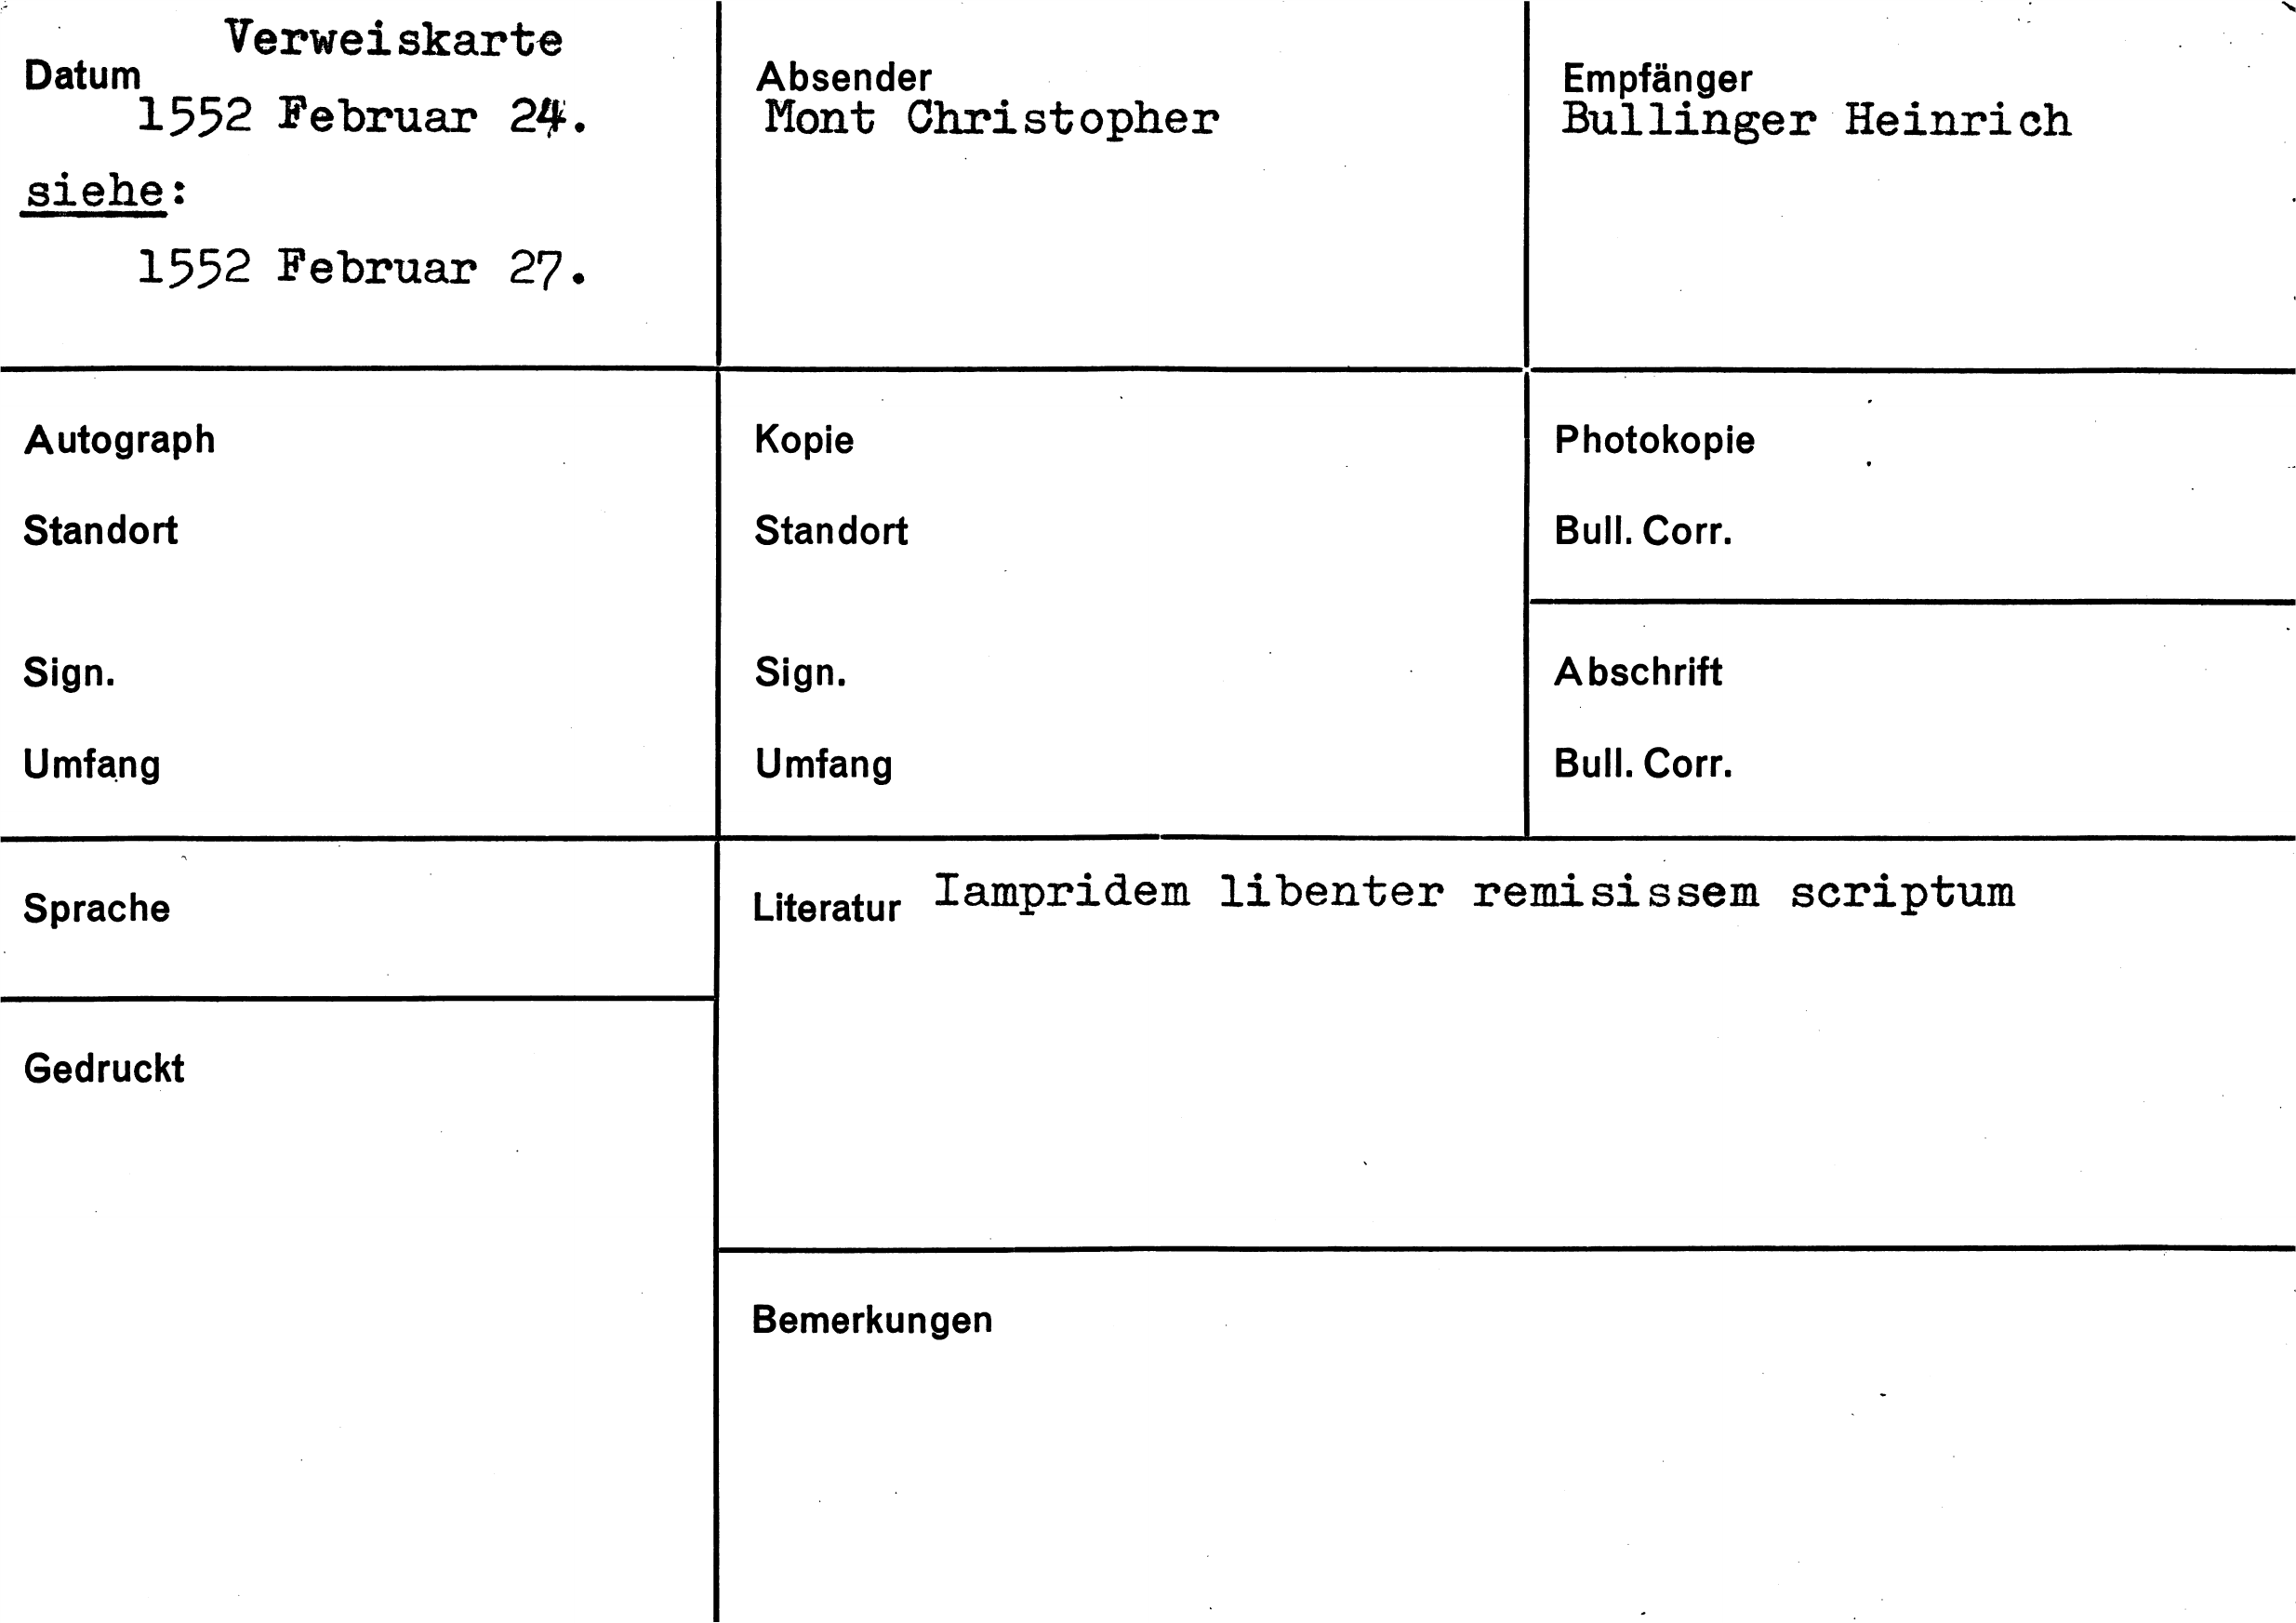 Verweiskarte
Datum
1552 Februar 24.
siehe:
1552 Februar 27.
Absender
Mont Christopher
Empfänger
Bullinger Heinrich
Autograph
Standort
Sign.
Umfang
Kopie
Standort
Sign.
Umfang
Photokopie
Bull. Corr.
Abschrift
Bull. Corr.
Sprache
Gedruckt
Literatur Iampridem libenter remisissem scriptum
Bemerkungen